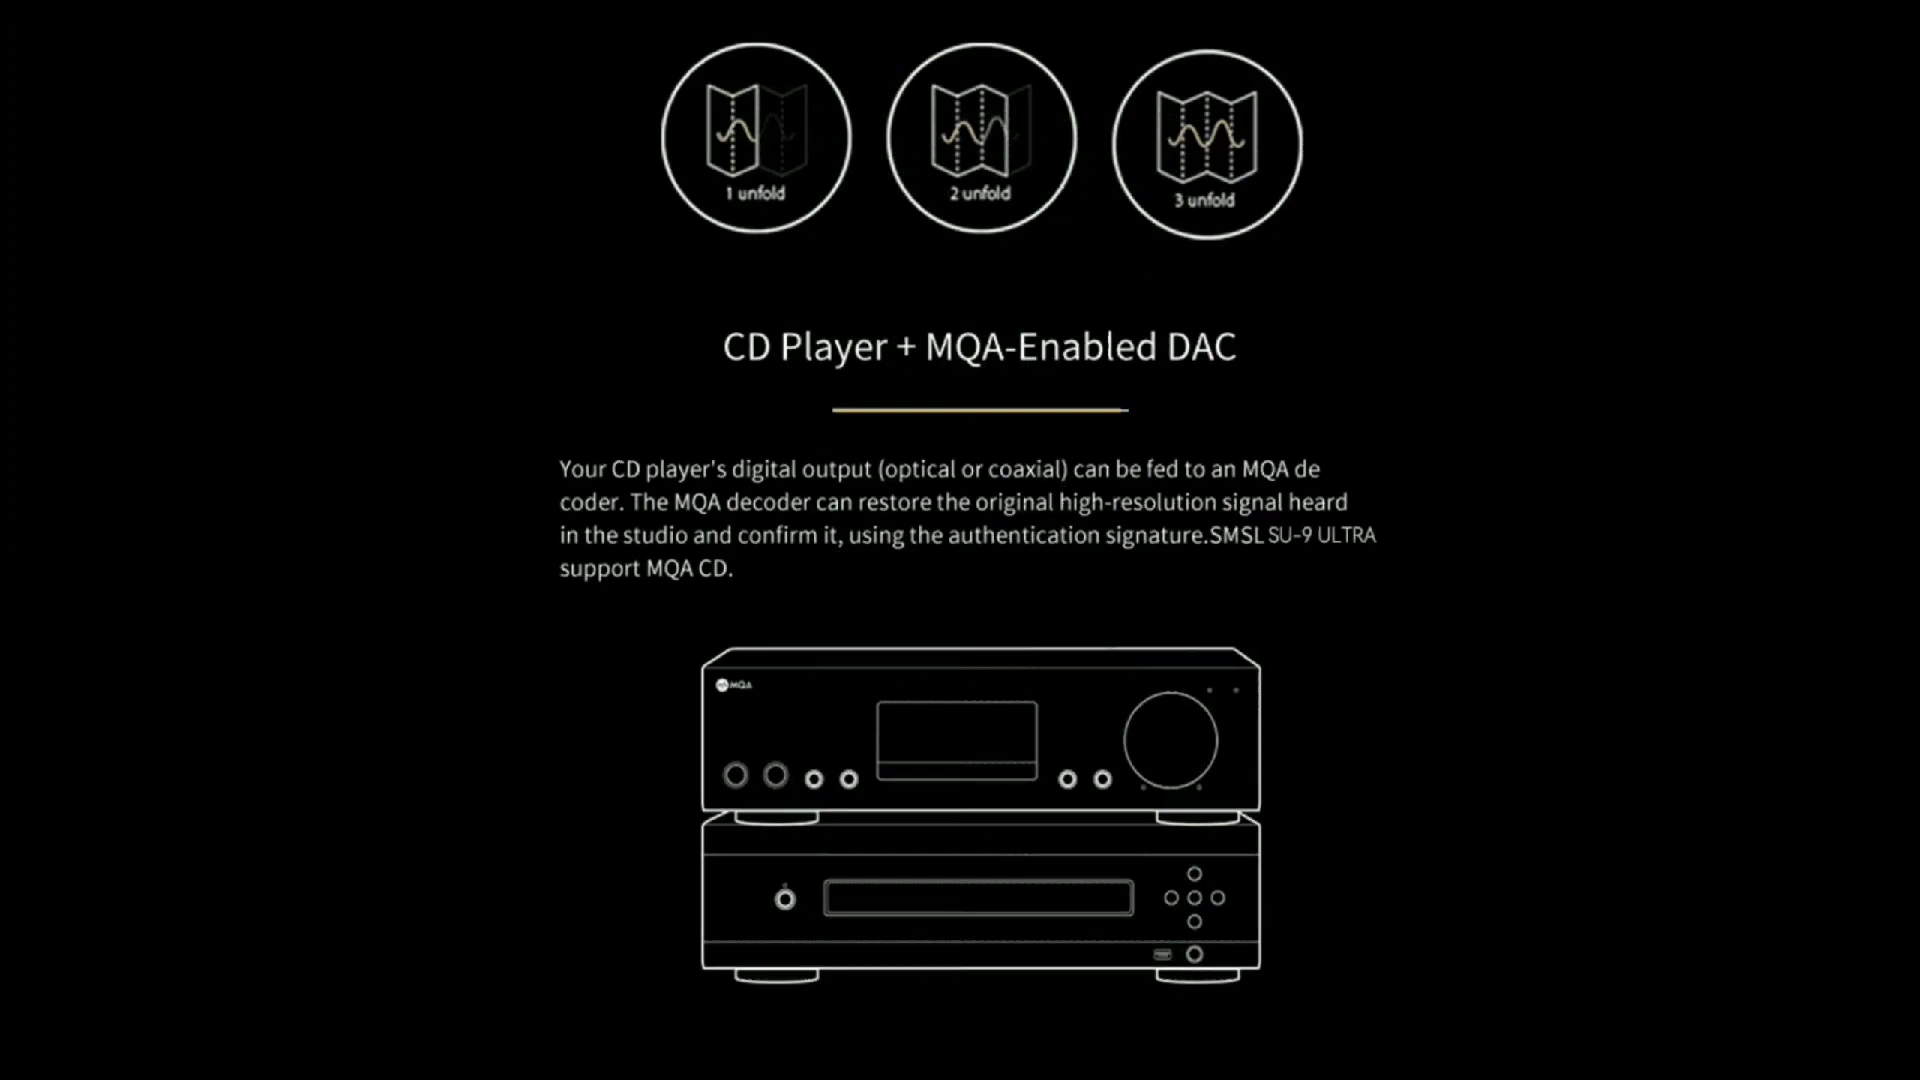 1 unfold
2 unfold
3 unfold
CD Player + MQA-Enabled DAC
Your CD player's digital output (optical or coaxial) can be fed to an MQA de
coder. The MQA decoder can restore the original high-resolution signal heard
in the studio and confirm it, using the authentication signature.SMSL SU-9 ULTRA
support MQA CD.
MQA